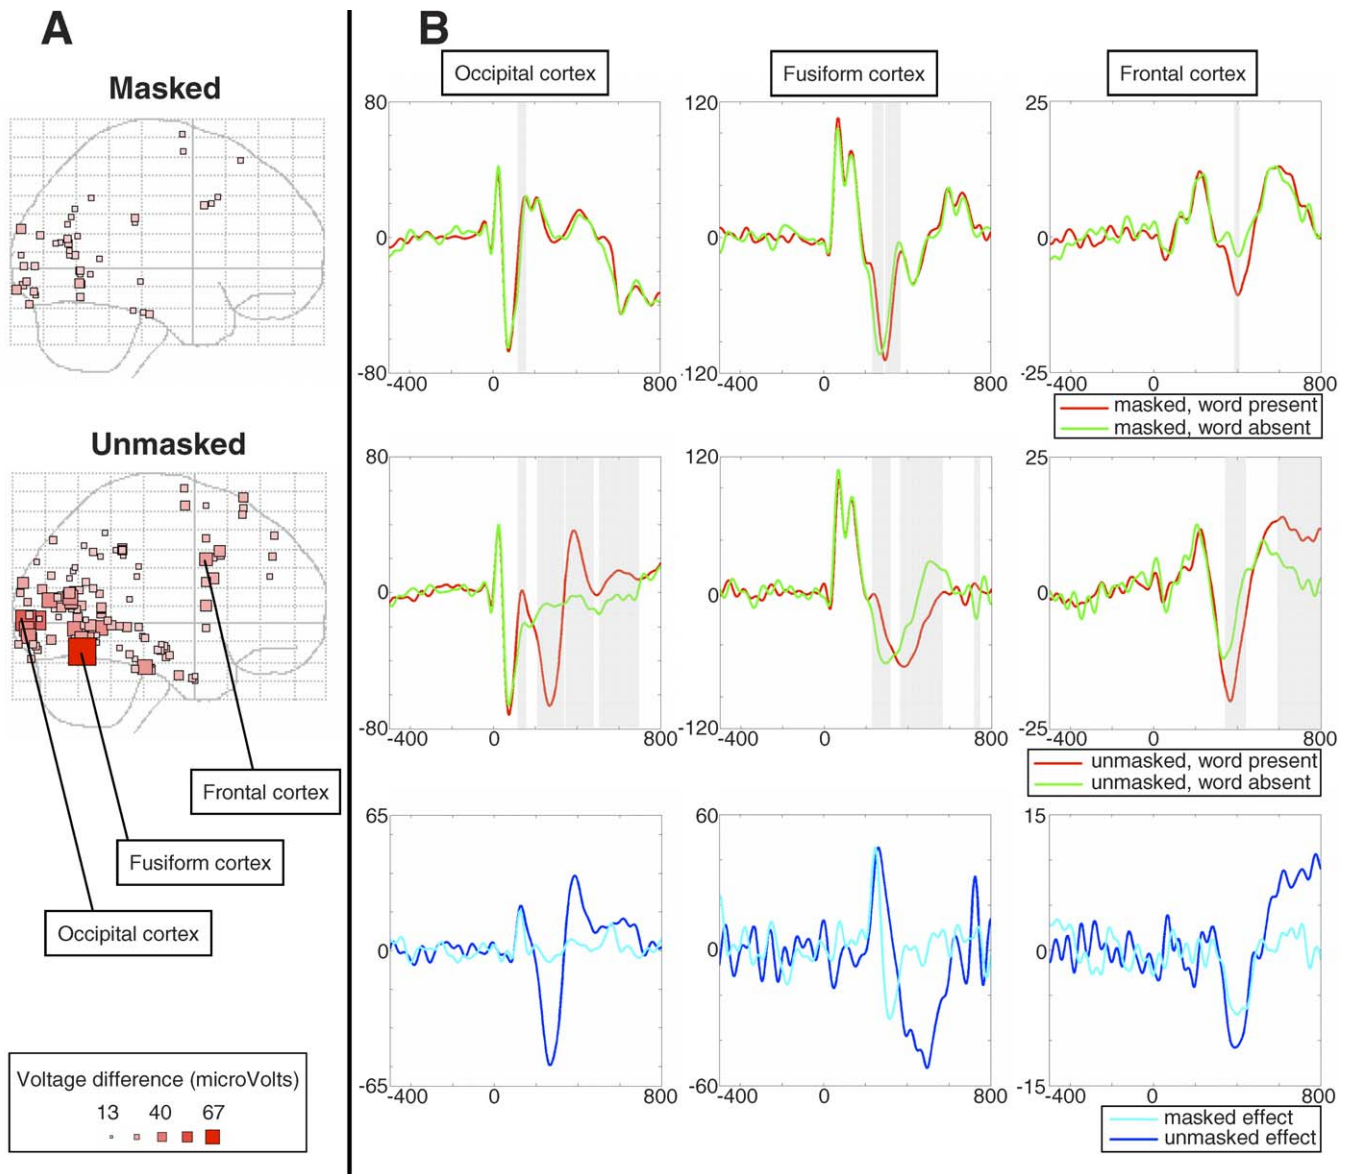 A
B
Masked
Unmasked
Frontal cortex
Fusiform cortex
Occipital cortex
Voltage difference (microVolts)
13 40 67
Occipital cortex
Fusiform cortex
Frontal cortex
80
0
-80
-400 0 800
120
0
-120
-400 0 800
25
0
-25
-400 0 800
masked, word present
masked, word absent
80
0
-80
-400 0 800
120
0
-120
-400 0 800
25
0
-25
-400 0 800
unmasked, word present
unmasked, word absent
65
0
-65
-400 0 800
60
0
-60
-400 0 800
15
0
-15
-400 0 800
masked effect
unmasked effect